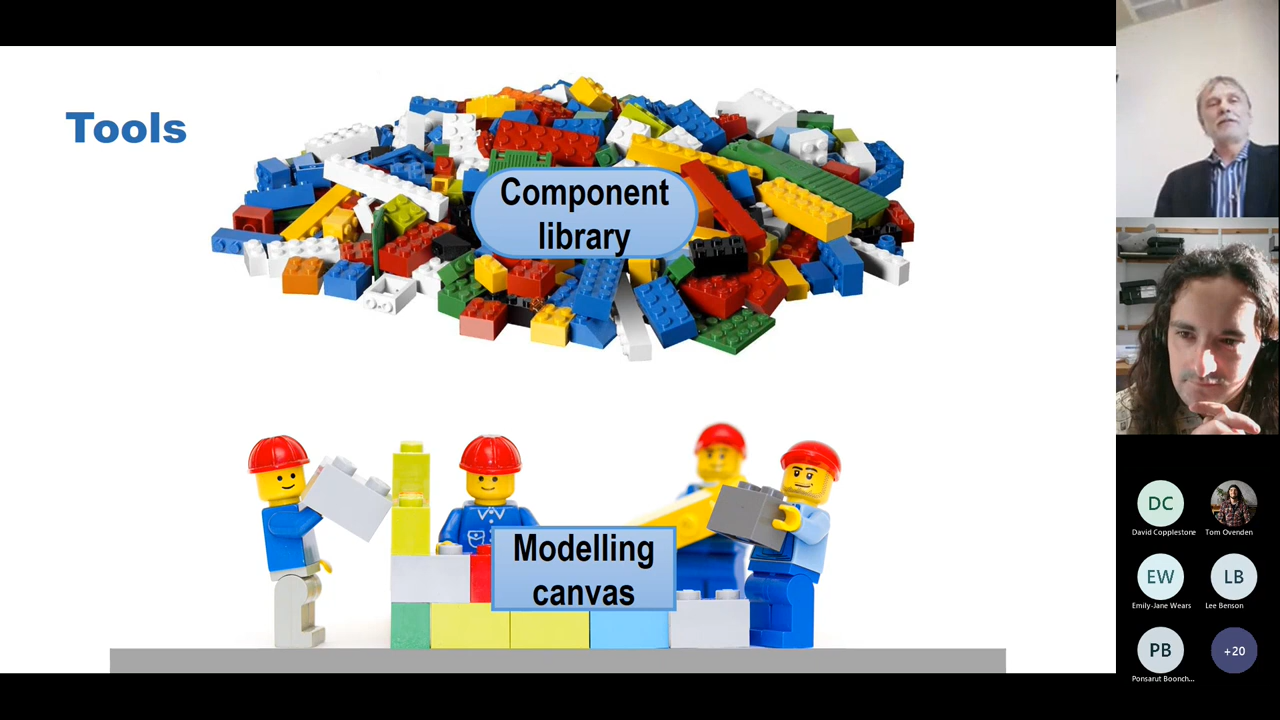 Tools
Component
library
Modelling
canvas
DC
David Copplestone
Tom Ovenden
EW
Emily-Jane Wears
LB
Lee Benson
PB
Ponsarut Boonch...
+20